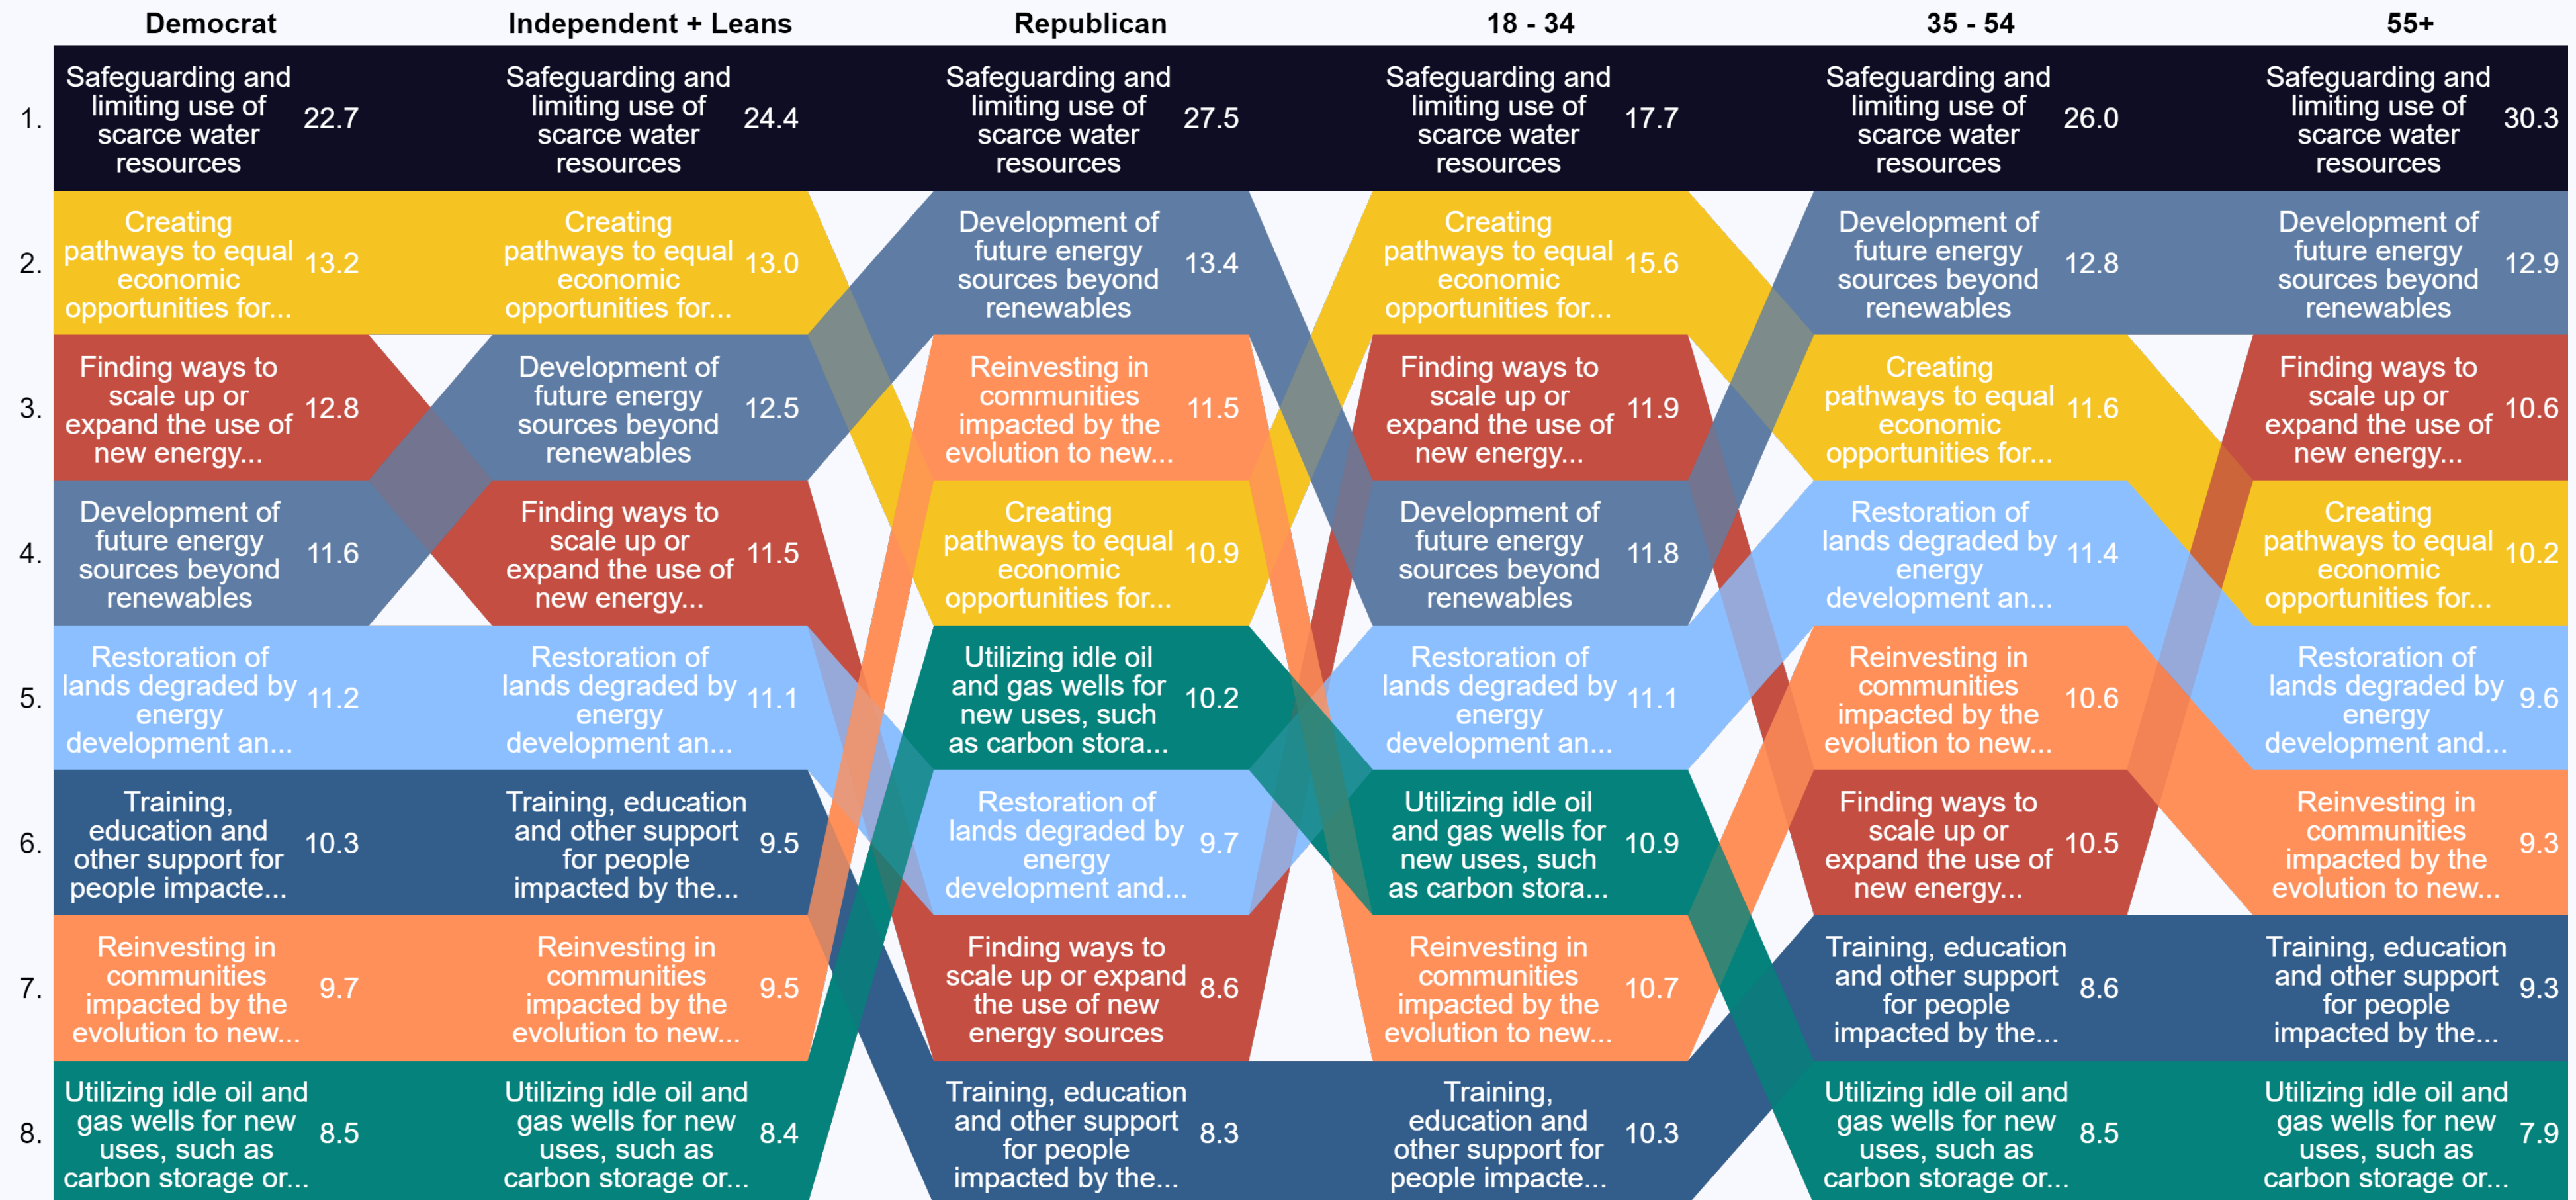 Democrat
Independent + Leans
Republican
18 - 34
35 - 54
55+
1.
Safeguarding and
limiting use of
scarce water
resources
22.7
Safeguarding and
limiting use of
scarce water
resources
24.4
Safeguarding and
limiting use of
scarce water
resources
27.5
Safeguarding and
limiting use of
scarce water
resources
17.7
Safeguarding and
limiting use of
scarce water
resources
26.0
Safeguarding and
limiting use of
scarce water
resources
30.3
2.
Creating
pathways to equal
economic
opportunities for...
13.2
Creating
pathways to equal
economic
opportunities for...
13.0
Development of
future energy
sources beyond
renewables
13.4
Creating
pathways to equal
economic
opportunities for...
15.6
Development of
future energy
sources beyond
renewables
12.8
Development of
future energy
sources beyond
renewables
12.9
3.
Finding ways to
scale up or
expand the use of
new energy...
12.8
Development of
future energy
sources beyond
renewables
12.5
Reinvesting in
communities
impacted by the
evolution to new...
11.5
Finding ways to
scale up or
expand the use of
new energy...
11.9
Creating
pathways to equal
economic
opportunities for...
11.6
Finding ways to
scale up or
expand the use of
new energy...
10.6
4.
Development of
future energy
sources beyond
renewables
11.6
Finding ways to
scale up or
expand the use of
new energy...
11.5
Creating
pathways to equal
economic
opportunities for...
10.9
Development of
future energy
sources beyond
renewables
11.8
Restoration of
lands degraded by
energy
development an...
11.4
Creating
pathways to equal
economic
opportunities for...
10.2
5.
Restoration of
lands degraded by
energy
development an...
11.2
Restoration of
lands degraded by
energy
development an...
11.1
Utilizing idle oil
and gas wells for
new uses, such
as carbon stora...
10.2
Restoration of
lands degraded by
energy
development an...
11.1
Reinvesting in
communities
impacted by the
evolution to new...
10.6
Restoration of
lands degraded by
energy
development and...
9.6
6.
Training,
education and
other support for
people impacte...
10.3
Training, education
and other support
for people
impacted by the...
9.5
Restoration of
lands degraded by
energy
development and...
9.7
Utilizing idle oil
and gas wells for
new uses, such
as carbon stora...
10.9
Finding ways to
scale up or
expand the use of
new energy...
10.5
Reinvesting in
communities
impacted by the
evolution to new...
9.3
7.
Reinvesting in
communities
impacted by the
evolution to new...
9.7
Reinvesting in
communities
impacted by the
evolution to new...
9.5
Finding ways to
scale up or expand
the use of new
energy sources
8.6
Reinvesting in
communities
impacted by the
evolution to new...
10.7
Training, education
and other support
for people
impacted by the...
8.6
Training, education
and other support
for people
impacted by the...
9.3
8.
Utilizing idle oil and
gas wells for new
uses, such as
carbon storage or...
8.5
Utilizing idle oil and
gas wells for new
uses, such as
carbon storage or...
8.4
Training, education
and other support
for people
impacted by the...
8.3
Training,
education and
other support for
people impacte...
10.3
Utilizing idle oil and
gas wells for new
uses, such as
carbon storage or...
8.5
Utilizing idle oil and
gas wells for new
uses, such as
carbon storage or...
7.9